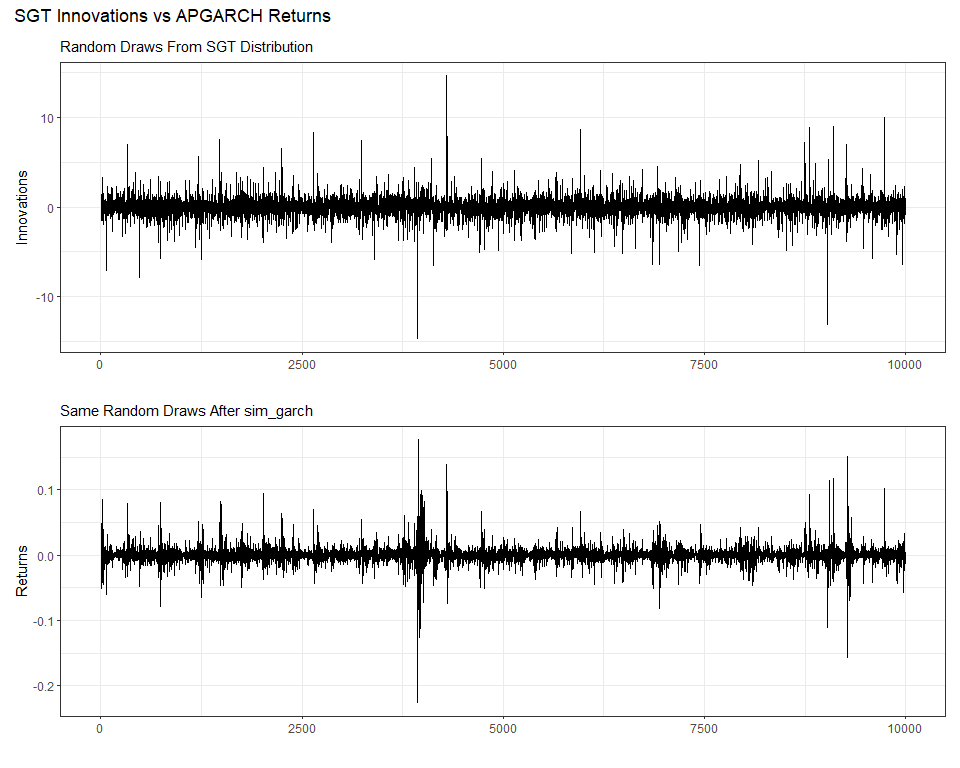 SGT Innovations vs APGARCH Returns
Random Draws From SGT Distribution
Innovations
10
0
-10
0 2500 5000 7500 10000
Same Random Draws After sim_garch
Returns
0.1
0.0
-0.1
-0.2
0 2500 5000 7500 10000